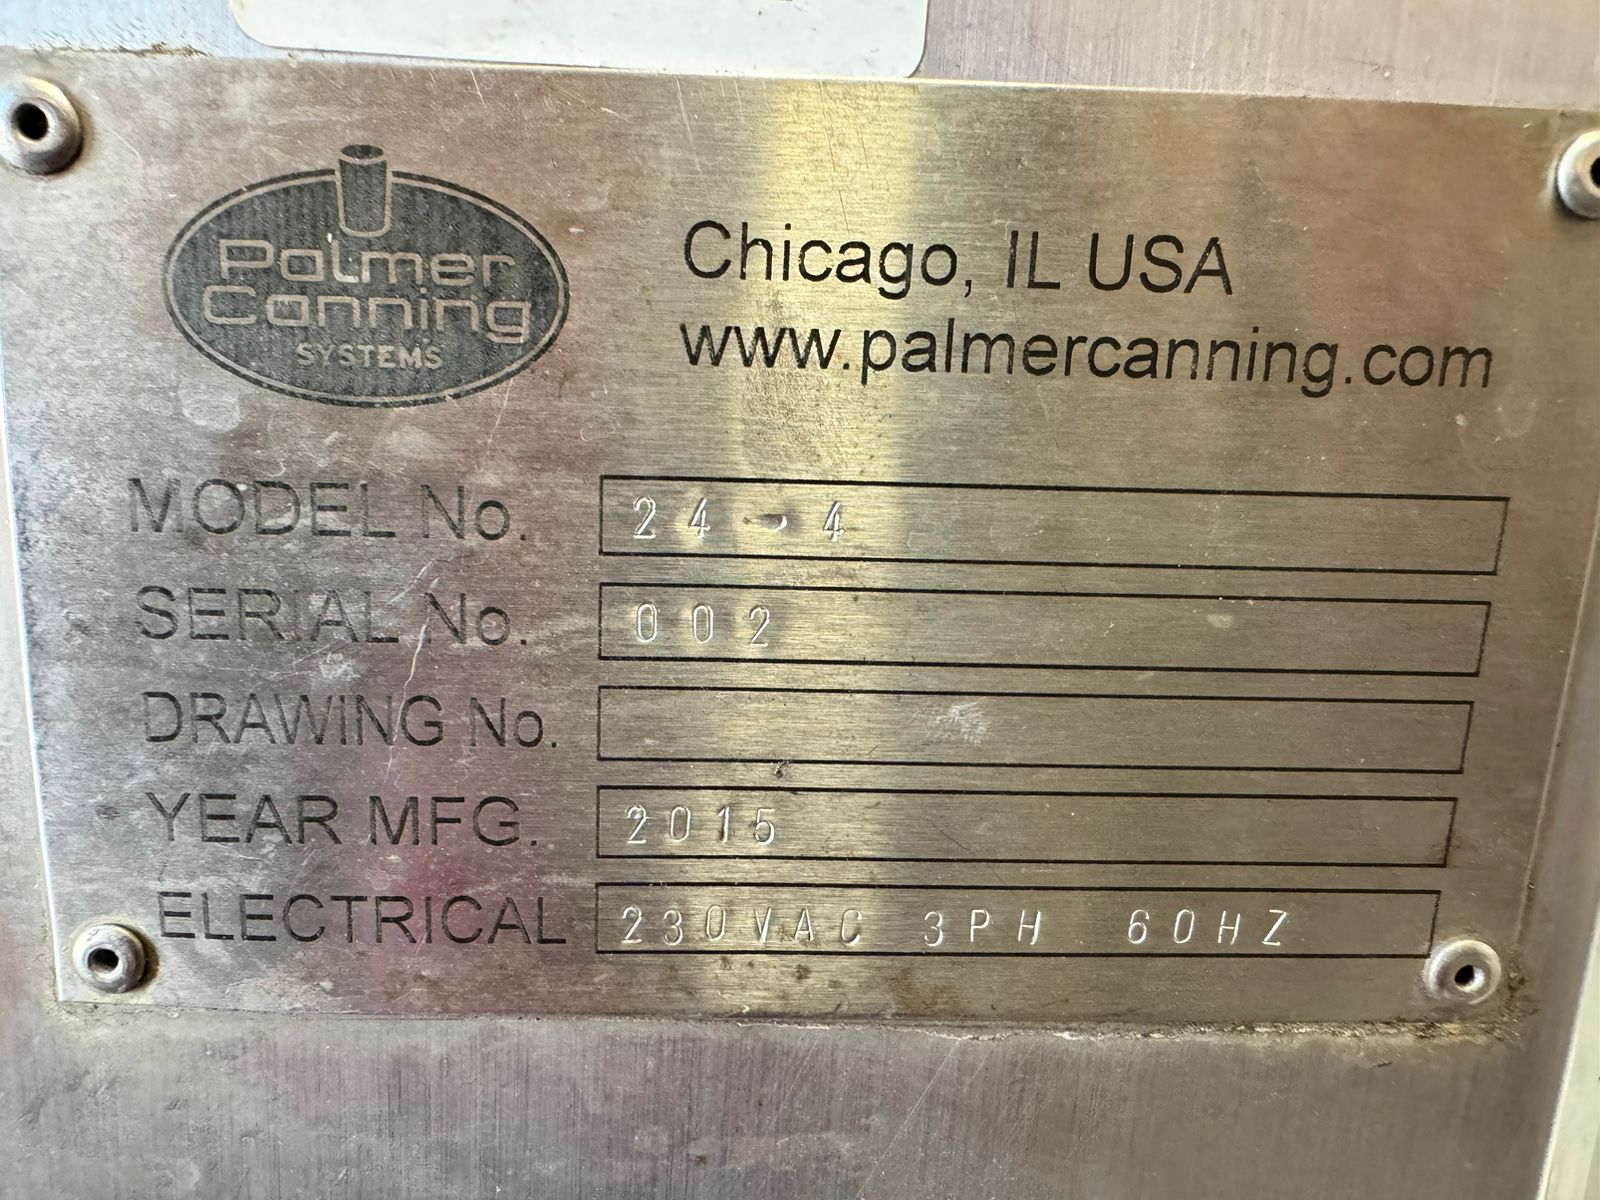 Palmer
Canning
SYSTEMS
Chicago, IL USA
www.palmercanning.com
MODEL No. 24-4
SERIAL No. 002
DRAWING No.
YEAR MFG. 2015
ELECTRICAL 230VAC 3PH 60HZ